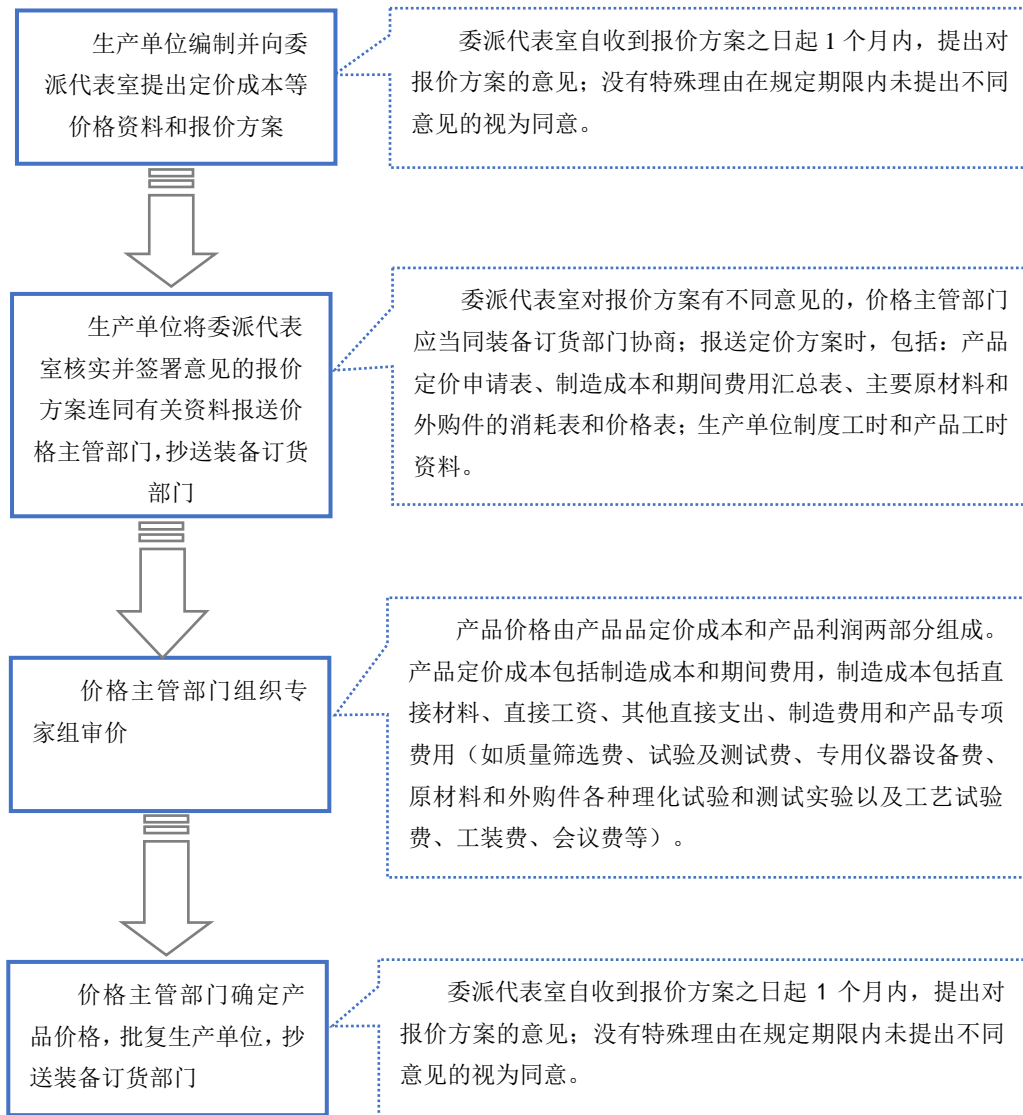 生产单位编制并向委
派代表室提出定价成本等
价格资料和报价方案
委派代表室自收到报价方案之日起 1 个月内，提出对
报价方案的意见；没有特殊理由在规定期限内未提出不同
意见的视为同意。
生产单位将委派代表
室核实并签署意见的报价
方案连同有关资料报送价
格主管部门，抄送装备订货
部门
委派代表室对报价方案有不同意见的，价格主管部门
应当同装备订货部门协商；报送定价方案时，包括：产品
定价申请表、制造成本和期间费用汇总表、主要原材料和
外购件的消耗表和价格表；生产单位制度工时和产品工时
资料。
价格主管部门组织专
家组审价
产品价格由产品品定价成本和产品利润两部分组成。
产品定价成本包括制造成本和期间费用，制造成本包括直
接材料、直接工资、其他直接支出、制造费用和产品专项
费用（如质量筛选费、试验及测试费、专用仪器设备费、
原材料和外购件各种理化试验和测试实验以及工艺试验
费、工装费、会议费等）。
价格主管部门确定产
品价格，批复生产单位，抄
送装备订货部门
委派代表室自收到报价方案之日起 1 个月内，提出对
报价方案的意见；没有特殊理由在规定期限内未提出不同
意见的视为同意。